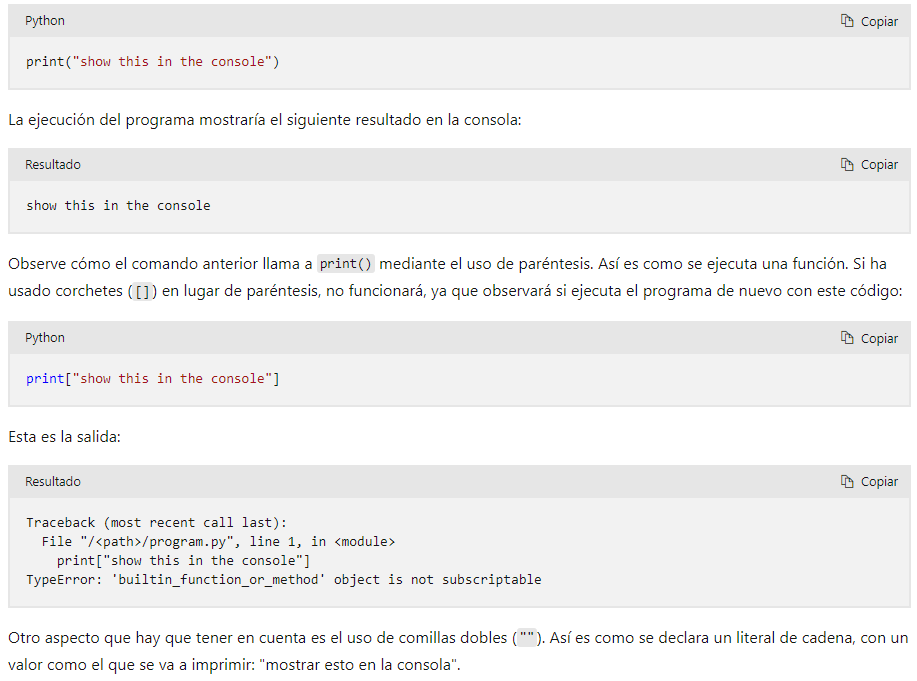 Python
Copiar
print("show this in the console")
La ejecución del programa mostraría el siguiente resultado en la consola:
Resultado
Copiar
show this in the console
Observe cómo el comando anterior llama a print() mediante el uso de paréntesis. Así es como se ejecuta una función. Si ha
usado corchetes ([]) en lugar de paréntesis, no funcionará, ya que observará si ejecuta el programa de nuevo con este código:
Python
Copiar
print["show this in the console"]
Esta es la salida:
Resultado
Copiar
Traceback (most recent call last):
  File "/<path>/program.py", line 1, in <module>
    print["show this in the console"]
TypeError: 'builtin_function_or_method' object is not subscriptable
Otro aspecto que hay que tener en cuenta es el uso de comillas dobles (""). Así es como se declara un literal de cadena, con un
valor como el que se va a imprimir: "mostrar esto en la consola".